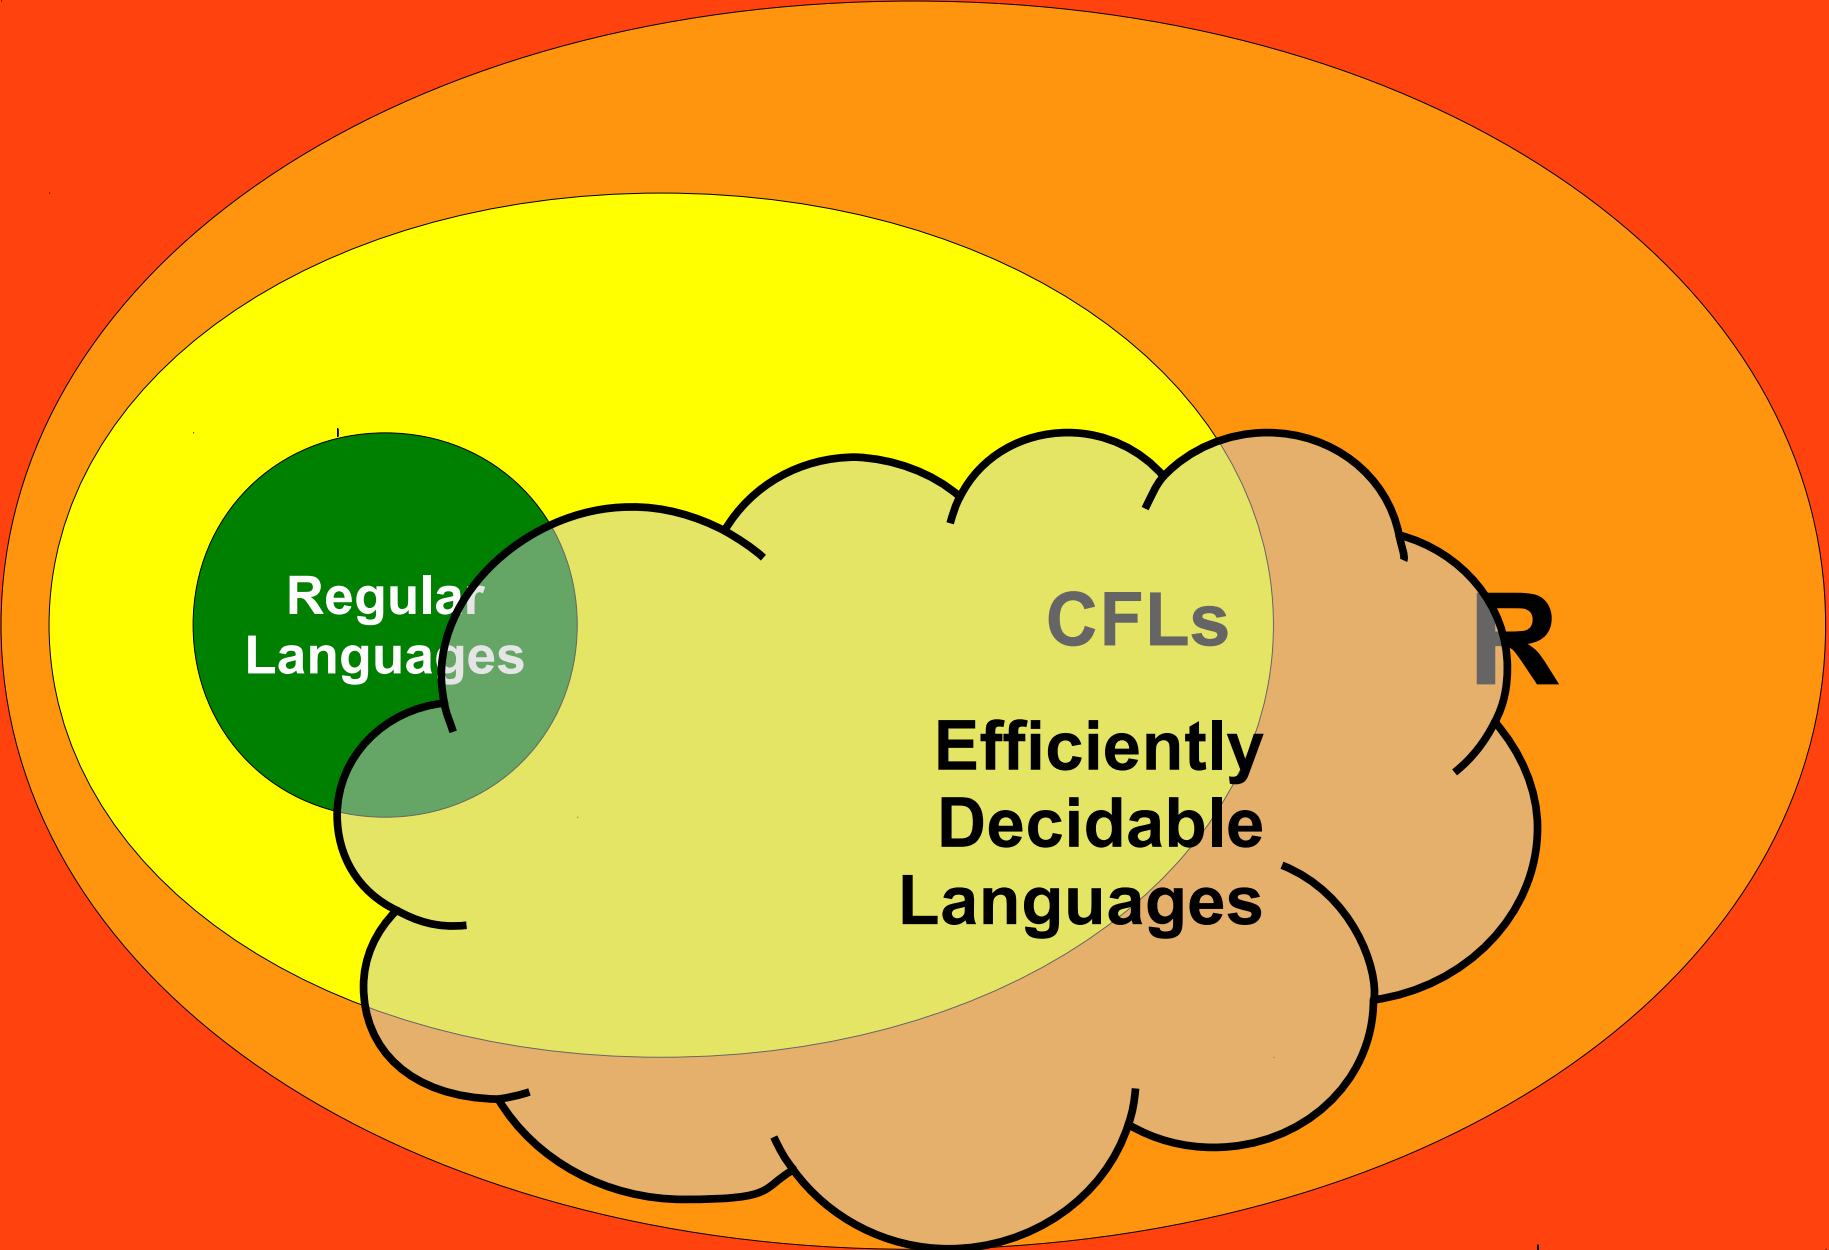 Regular
Languages
CFLs
R
Efficiently
Decidable
Languages